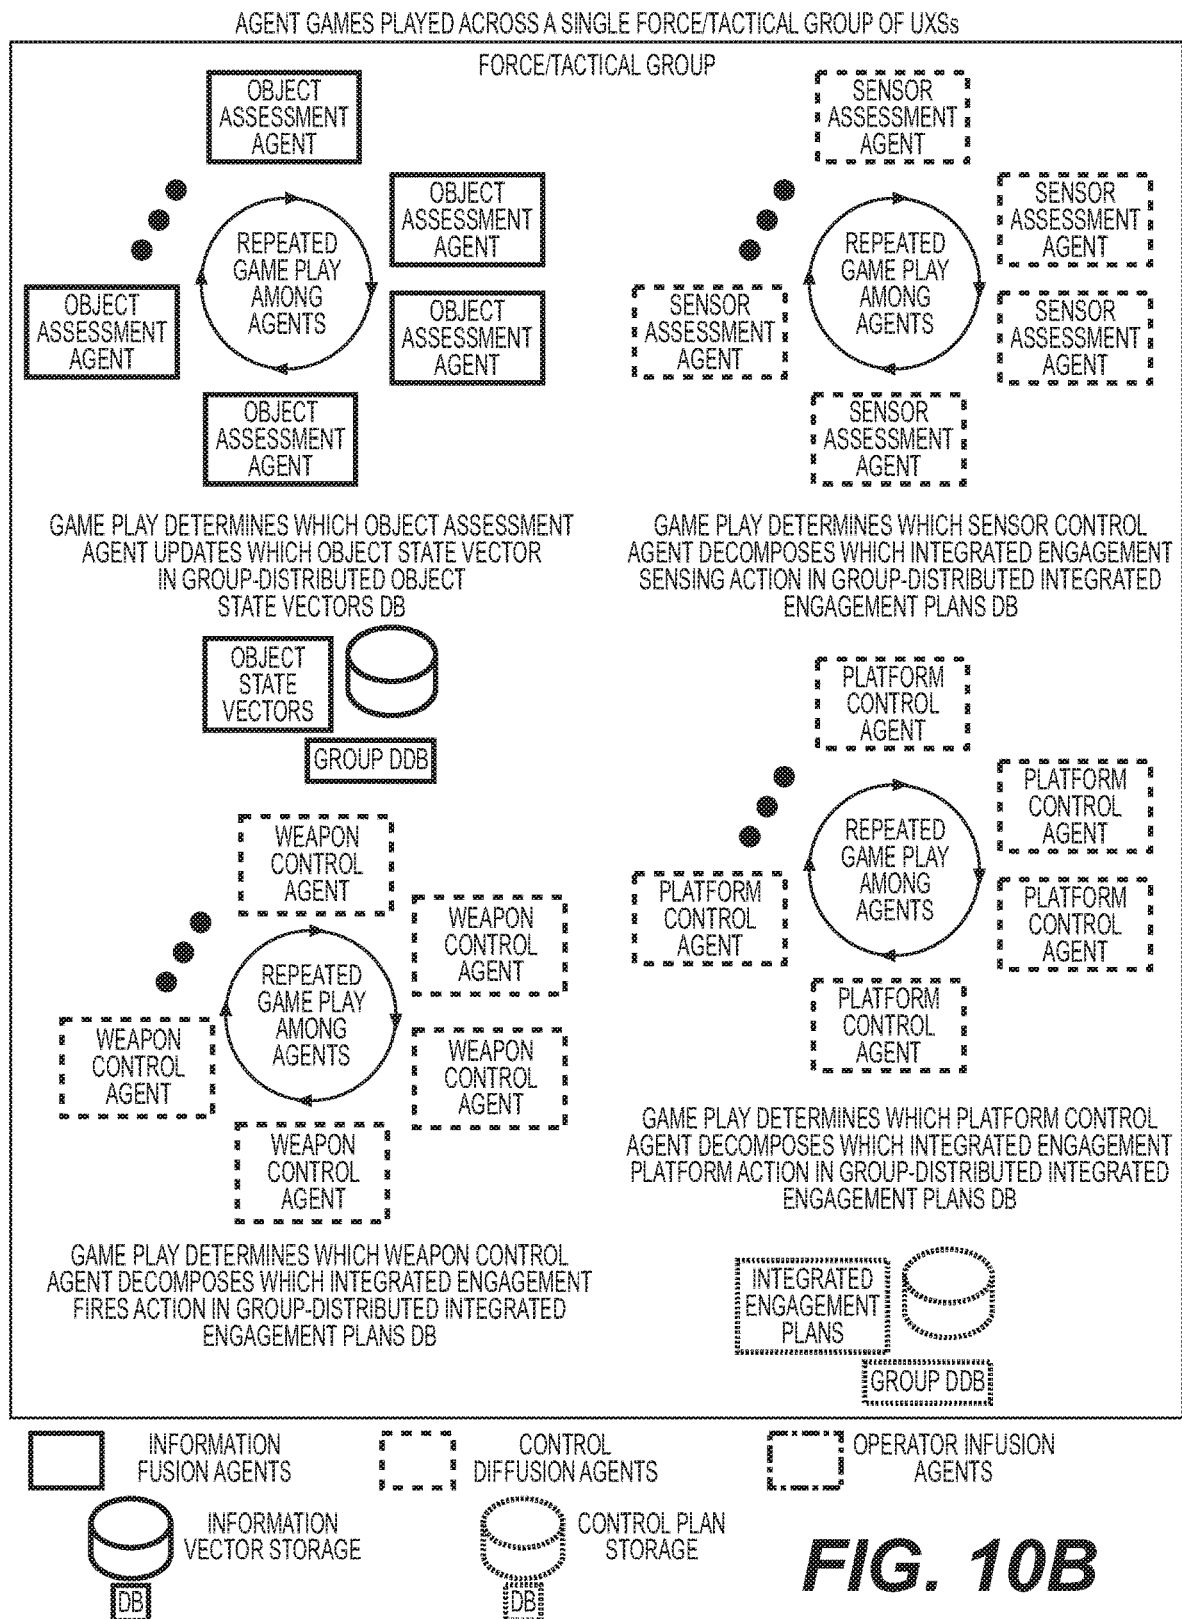 AGENT GAMES PLAYED ACROSS A SINGLE FORCE/TACTICAL GROUP OF UXSs
FORCE/TACTICAL GROUP
OBJECT
ASSESSMENT
AGENT
OBJECT
ASSESSMENT
AGENT
REPEATED
GAME PLAY
AMONG
AGENTS
OBJECT
ASSESSMENT
AGENT
OBJECT
ASSESSMENT
AGENT
OBJECT
ASSESSMENT
AGENT
GAME PLAY DETERMINES WHICH OBJECT ASSESSMENT
AGENT UPDATES WHICH OBJECT STATE VECTOR
IN GROUP-DISTRIBUTED OBJECT
STATE VECTORS DB
OBJECT
STATE
VECTORS
GROUP DDB
SENSOR
ASSESSMENT
AGENT
SENSOR
ASSESSMENT
AGENT
REPEATED
GAME PLAY
AMONG
AGENTS
SENSOR
ASSESSMENT
AGENT
SENSOR
ASSESSMENT
AGENT
SENSOR
ASSESSMENT
AGENT
GAME PLAY DETERMINES WHICH SENSOR CONTROL
AGENT DECOMPOSES WHICH INTEGRATED ENGAGEMENT
SENSING ACTION IN GROUP-DISTRIBUTED INTEGRATED
ENGAGEMENT PLANS DB
WEAPON
CONTROL
AGENT
WEAPON
CONTROL
AGENT
REPEATED
GAME PLAY
AMONG
AGENTS
WEAPON
CONTROL
AGENT
WEAPON
CONTROL
AGENT
WEAPON
CONTROL
AGENT
GAME PLAY DETERMINES WHICH WEAPON CONTROL
AGENT DECOMPOSES WHICH INTEGRATED ENGAGEMENT
FIRES ACTION IN GROUP-DISTRIBUTED INTEGRATED
ENGAGEMENT PLANS DB
PLATFORM
CONTROL
AGENT
PLATFORM
CONTROL
AGENT
REPEATED
GAME PLAY
AMONG
AGENTS
PLATFORM
CONTROL
AGENT
PLATFORM
CONTROL
AGENT
PLATFORM
CONTROL
AGENT
GAME PLAY DETERMINES WHICH PLATFORM CONTROL
AGENT DECOMPOSES WHICH INTEGRATED ENGAGEMENT
PLATFORM ACTION IN GROUP-DISTRIBUTED INTEGRATED
ENGAGEMENT PLANS DB
INTEGRATED
ENGAGEMENT
PLANS
GROUP DDB
INFORMATION
FUSION AGENTS
CONTROL
DIFFUSION AGENTS
OPERATOR INFUSION
AGENTS
INFORMATION
VECTOR STORAGE
DB
CONTROL PLAN
STORAGE
DB
FIG. 10B